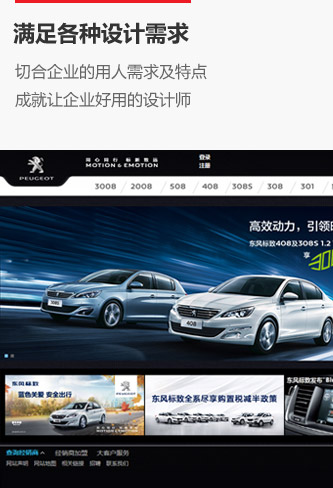 满足各种设计需求
切合企业的用人需求及特点
成就让企业好用的设计师
PEUGEOT
同心同行 标新致远
MOTION & EMOTION
登录
注册
3008 2008 508 408 308S 308 301
高效动力，引领
东风标致408及308S 1.2
享
408
东风标致
蓝色关爱 安全出行
PEUGEOT
MOTION & EMOTION
东风标致全系尽享购置税减半政策
东风标致发布"Bl
查询经销商 经销商加盟 大客户服务
网站声明 网站地图 相关链接 招聘 联系我们